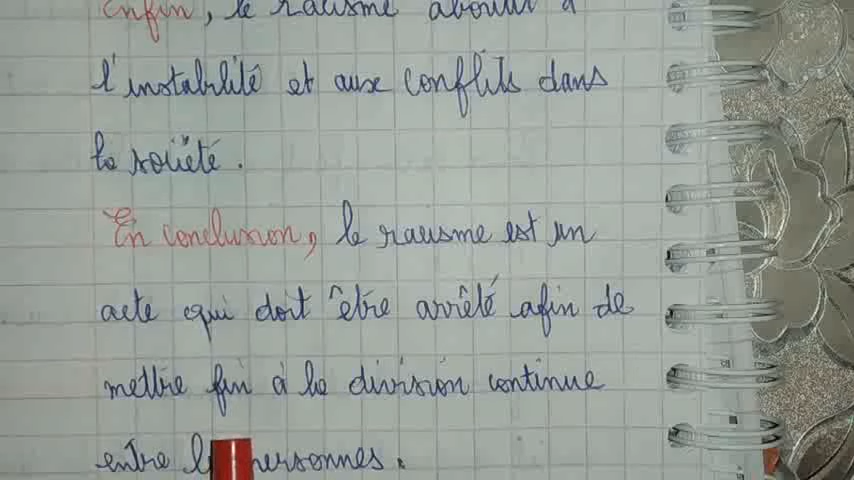 Enfin, le racisme aboutit à
l'instabilité et aux conflits dans
la société.
En conclusion, le racisme est un
acte qui doit être arrêté afin de
mettre fin à la division continue
entre personnes.